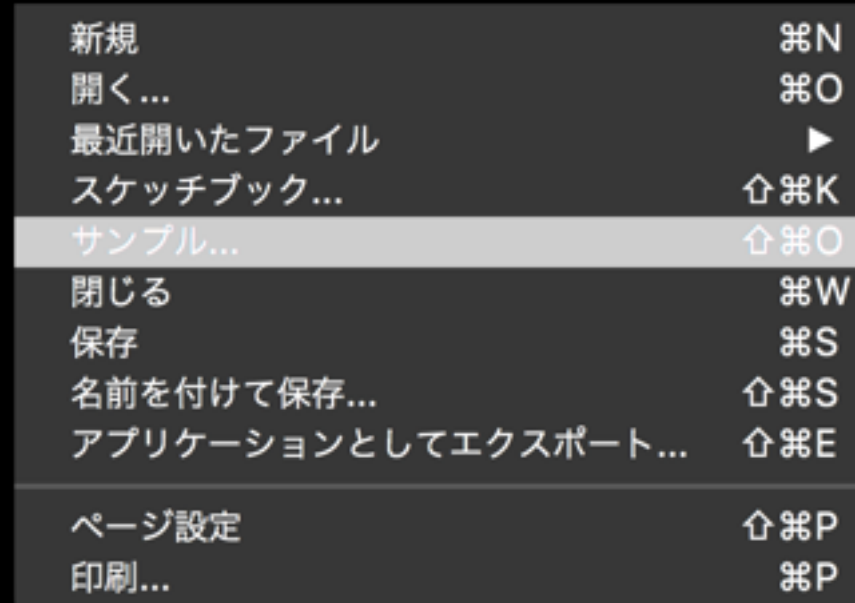 新規 ⌘N
開く... ⌘O
最近開いたファイル ▶
スケッチブック... ⇧⌘K
サンプル... ⇧⌘O
閉じる ⌘W
保存 ⌘S
名前を付けて保存... ⇧⌘S
アプリケーションとしてエクスポート... ⇧⌘E
ページ設定 ⇧⌘P
印刷... ⌘P